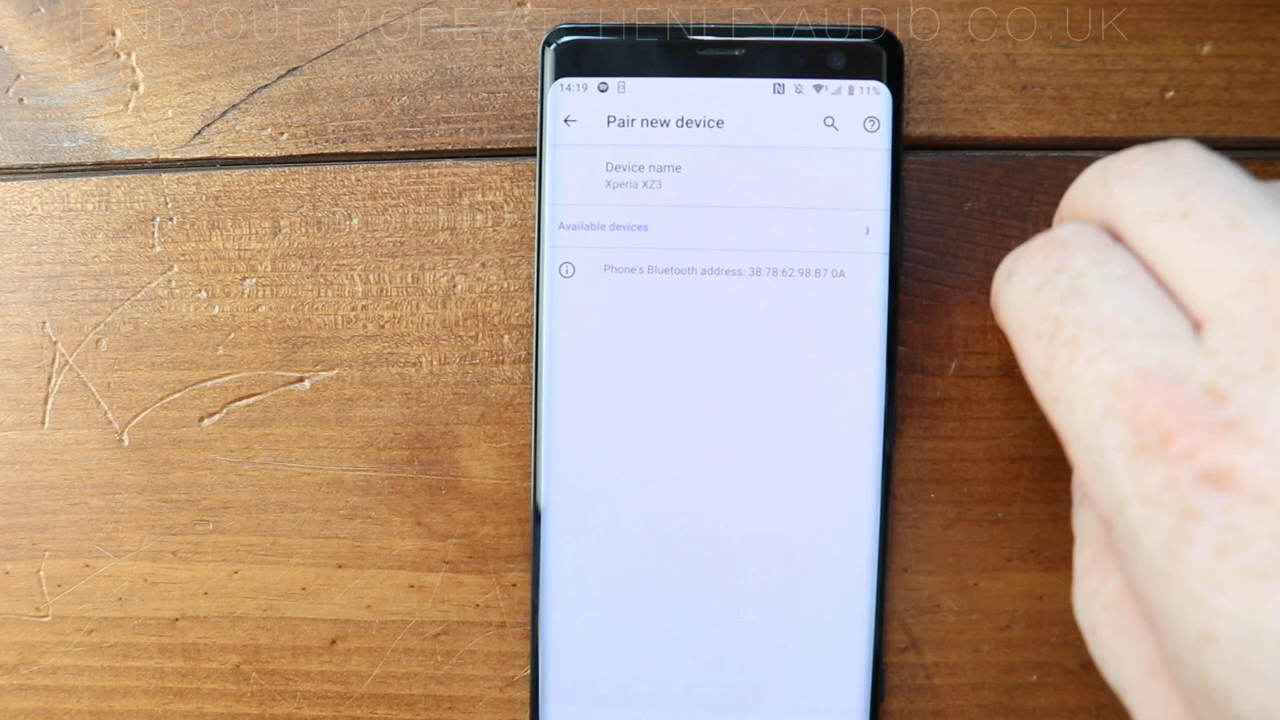 FIND OUT MORE AT HENLEYAUDIO.CO.UK
14:19
11%
Pair new device
Device name
Xperia XZ3
Available devices
Phone's Bluetooth address: 38:78:62:98:B7:0A